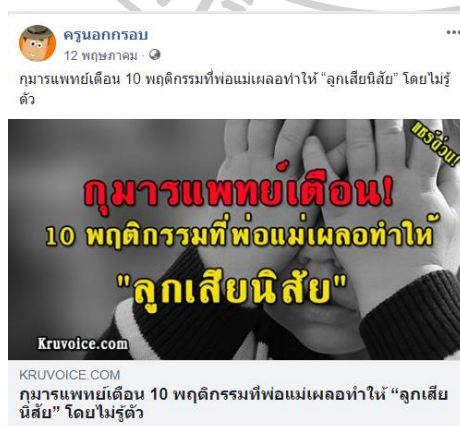 ครูนอกกรอบ
12 พฤษภาคม ·
กุมารแพทย์เตือน 10 พฤติกรรมที่พ่อแม่เผลอทำให้ “ลูกเสียนิสัย” โดยไม่รู้
ตัว
แชร์ด่วน!
กุมารแพทย์เตือน!
10 พฤติกรรมที่พ่อแม่เผลอทำให้
"ลูกเสียนิสัย"
Kruvoice.com
KRUVOICE.COM
กุมารแพทย์เตือน 10 พฤติกรรมที่พ่อแม่เผลอทำให้ “ลูกเสีย
นิสัย” โดยไม่รู้ตัว